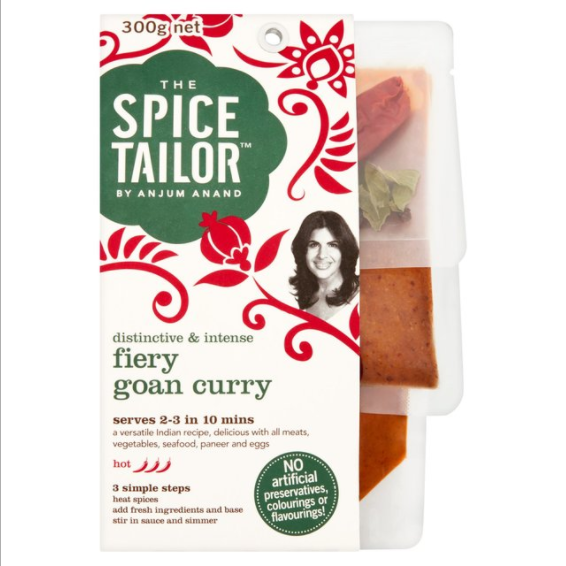 300g net
THE
SPICE
TAILOR™
BY ANJUM ANAND
distinctive & intense
fiery
goan curry
serves 2-3 in 10 mins
a versatile Indian recipe, delicious with all meats,
vegetables, seafood, paneer and eggs
hot
3 simple steps
heat spices
add fresh ingredients and base
stir in sauce and simmer
NO
artificial
preservatives,
colourings or
flavourings!